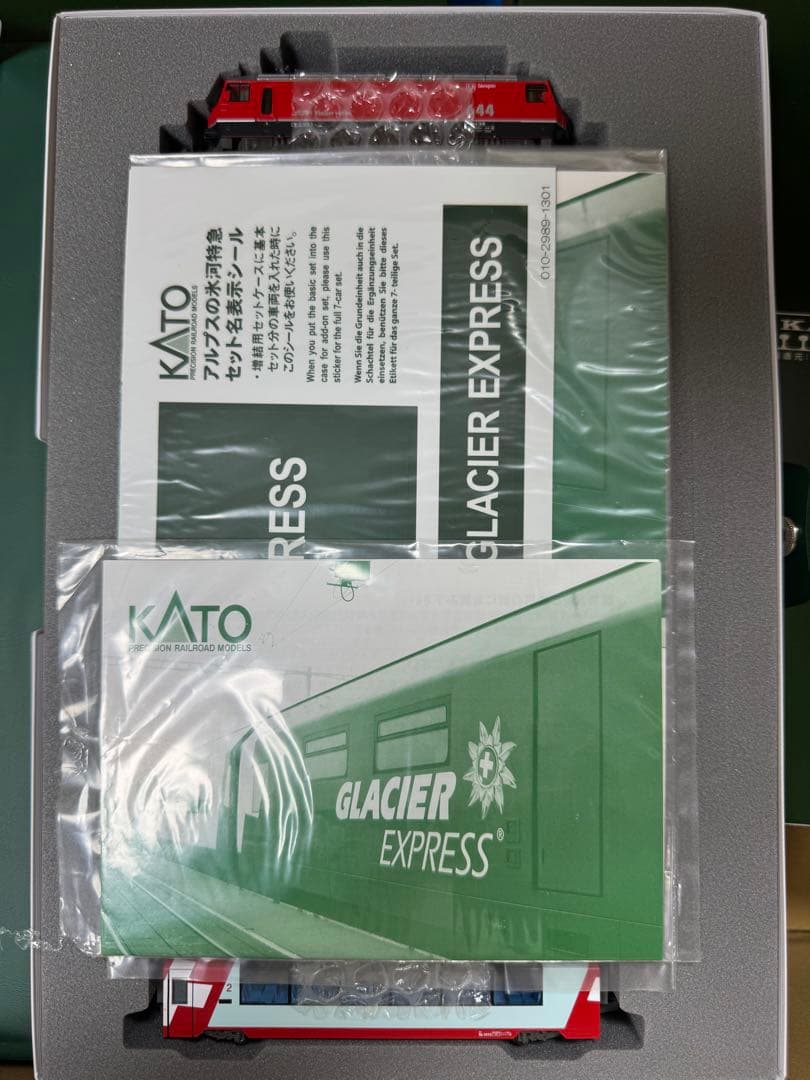 644
KATO
PRECISION RAILROAD MODELS
アルプスの氷河特急
セット名表示シール
・増結用セットケースに基本
セット分の車両を入れた時に
このシールをお使いください。
When you put the basic set into the
case for add-on set, please use this
sticker for the full 7-car set.
Wenn Sie die Grundeinheit auch in die
Schachtel für die Ergänzungseinheit
einsetzen, benützen Sie bitte dieses
Etikett für das ganze 7- teilige Set.
RESS
GLACIER EXPRESS
010-2989-1301
KATO
PRECISION RAILROAD MODELS
GLACIER
EXPRESS®
2